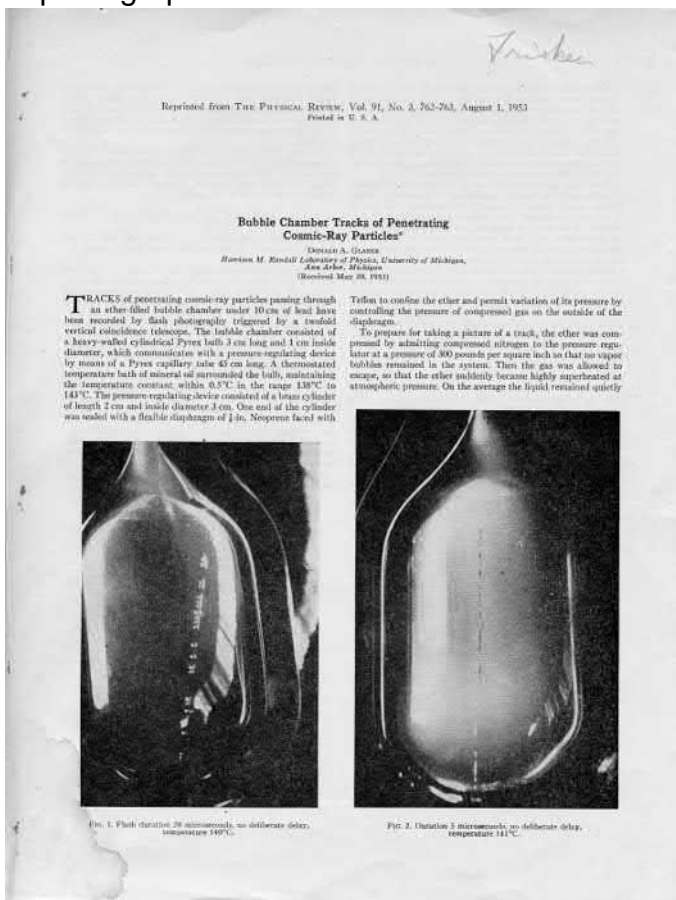 Reprinted from THE PHYSICAL REVIEW, Vol. 91, No. 3, 762-763, August 1, 1953
Printed in U. S. A.
Bubble Chamber Tracks of Penetrating
Cosmic-Ray Particles*
DONALD A. GLASER
Harrison M. Randall Laboratory of Physics, University of Michigan,
Ann Arbor, Michigan
(Received May 20, 1953)
TRACKS of penetrating cosmic-ray particles passing through
an ether-filled bubble chamber under 10 cm of lead have
been recorded by flash photography triggered by a twofold
vertical coincidence telescope. The bubble chamber consisted of
a heavy-walled cylindrical Pyrex bulb 3 cm long and 1 cm inside
diameter, which communicates with a pressure-regulating device
by means of a Pyrex capillary tube 45 cm long. A thermostated
temperature bath of mineral oil surrounded the bulb, maintaining
the temperature constant within 0.5°C in the range 138°C to
143°C. The pressure-regulating device consisted of a brass cylinder
of length 2 cm and inside diameter 3 cm. One end of the cylinder
was sealed with a flexible diaphragm of in. Neoprene faced with
Teflon to confine the ether and permit variation of its pressure by
controlling the pressure of compressed gas on the outside of the
diaphragm.
To prepare for taking a picture of a track, the ether was com-
pressed by admitting compressed nitrogen to the pressure regu-
lator at a pressure of 300 pounds per square inch so that no vapor
bubbles remained in the system. Then the gas was allowed to
escape, so that the ether suddenly became highly superheated at
atmospheric pressure. On the average the liquid remained quietly
FIG. 1. Flash duration 20 microseconds, no deliberate delay,
temperature 140°C.
FIG. 2. Duration 5 microseconds, no deliberate delay,
temperature 141°C.